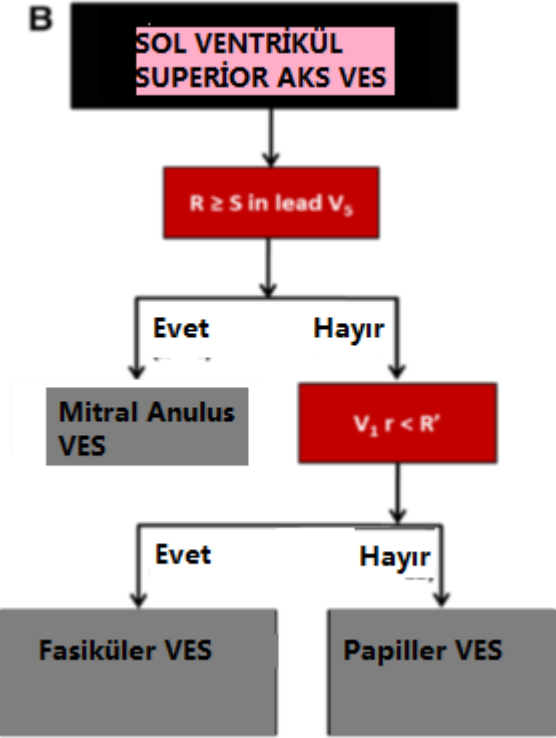 B
SOL VENTRİKÜL
SUPERİOR AKS VES
R ≥ S in lead V₅
Evet
Hayır
Mitral Anulus
VES
V₁ r < R′
Evet
Hayır
Fasiküler VES
Papiller VES